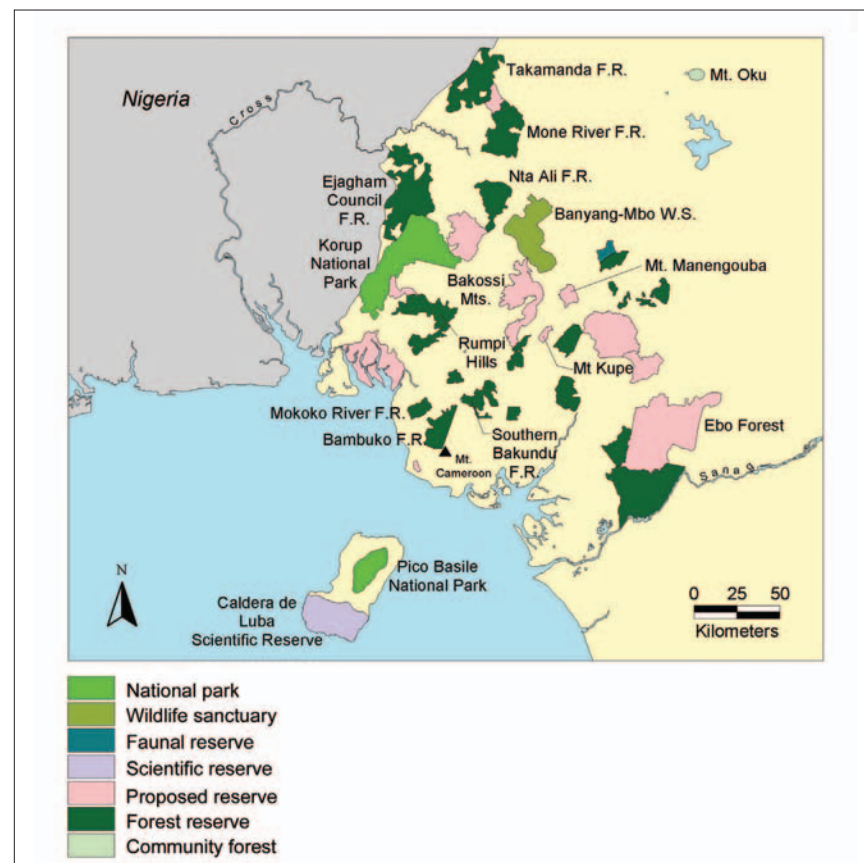 Nigeria
Cross
Takamanda F.R.
Mt. Oku
Mone River F.R.
Ejagham
Council
F.R.
Nta Ali F.R.
Banyang-Mbo W.S.
Korup
National
Park
Bakossi
Mts.
Mt. Manengouba
Rumpi
Hills
Mt Kupe
Mokoko River F.R.
Bambuko F.R.
Mt.
Cameroon
Southern
Bakundu
F.R.
Ebo Forest
Sanag
N
Pico Basile
National Park
Caldera de
Luba
Scientific Reserve
0 25 50
Kilometers
National park
Wildlife sanctuary
Faunal reserve
Scientific reserve
Proposed reserve
Forest reserve
Community forest